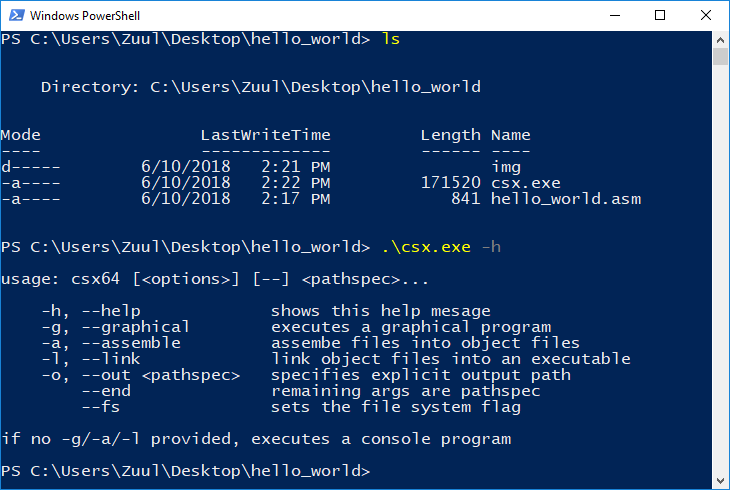 Windows PowerShell
PS C:\Users\Zuul\Desktop\hello_world> ls
Directory: C:\Users\Zuul\Desktop\hello_world
Mode LastWriteTime Length Name
---- ------------- ------ ----
d----- 6/10/2018 2:21 PM img
-a---- 6/10/2018 2:22 PM 171520 csx.exe
-a---- 6/10/2018 2:17 PM 841 hello_world.asm
PS C:\Users\Zuul\Desktop\hello_world> .\csx.exe -h
usage: csx64 [<options>] [--] <pathspec>...
-h, --help shows this help mesage
-g, --graphical executes a graphical program
-a, --assemble assembe files into object files
-l, --link link object files into an executable
-o, --out <pathspec> specifies explicit output path
--end remaining args are pathspec
--fs sets the file system flag
if no -g/-a/-l provided, executes a console program
PS C:\Users\Zuul\Desktop\hello_world>